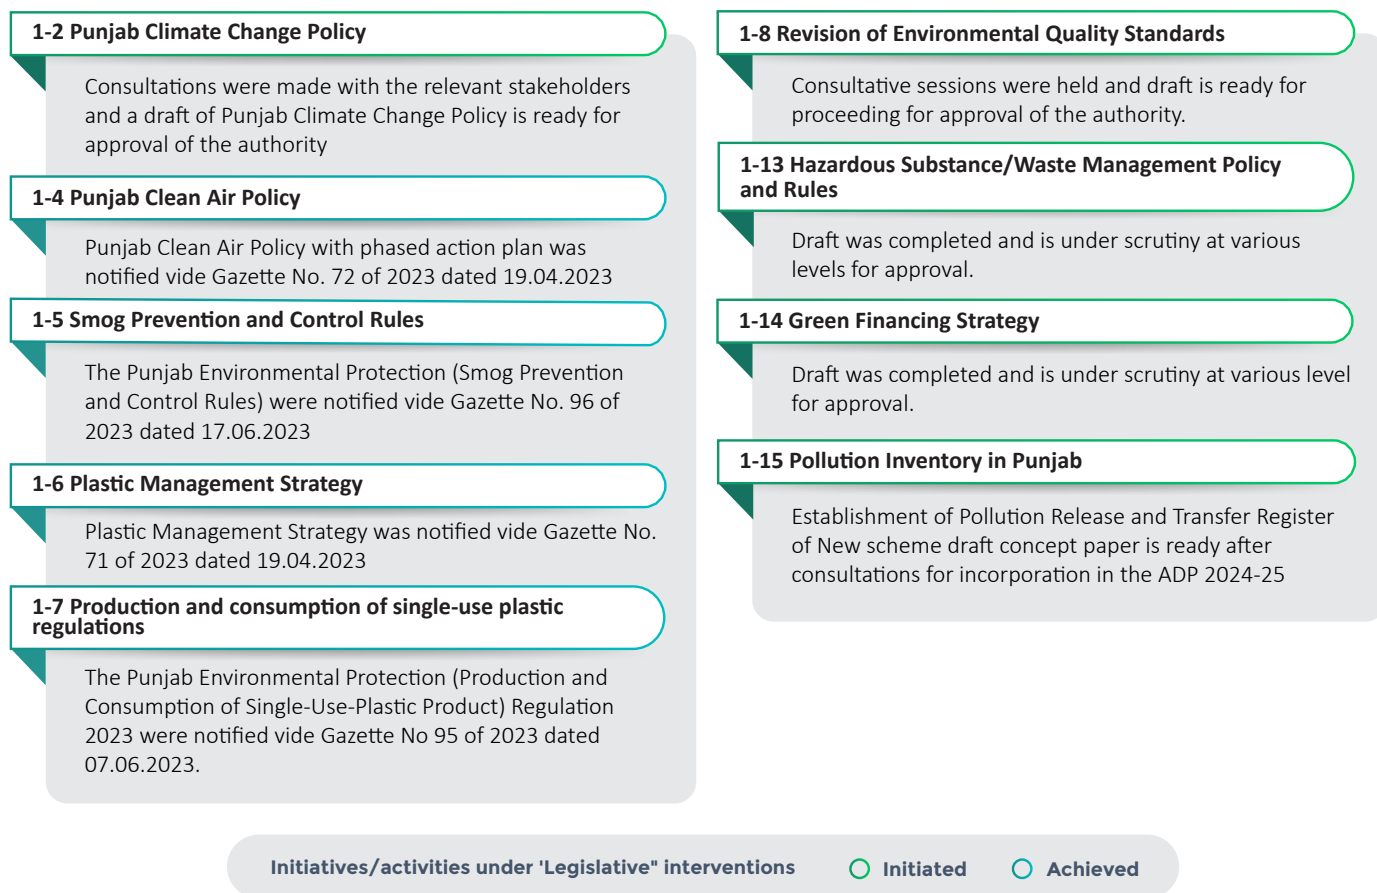 1-2 Punjab Climate Change Policy
Consultations were made with the relevant stakeholders
and a draft of Punjab Climate Change Policy is ready for
approval of the authority
1-4 Punjab Clean Air Policy
Punjab Clean Air Policy with phased action plan was
notified vide Gazette No. 72 of 2023 dated 19.04.2023
1-5 Smog Prevention and Control Rules
The Punjab Environmental Protection (Smog Prevention
and Control Rules) were notified vide Gazette No. 96 of
2023 dated 17.06.2023
1-6 Plastic Management Strategy
Plastic Management Strategy was notified vide Gazette No.
71 of 2023 dated 19.04.2023
1-7 Production and consumption of single-use plastic
regulations
The Punjab Environmental Protection (Production and
Consumption of Single-Use-Plastic Product) Regulation
2023 were notified vide Gazette No 95 of 2023 dated
07.06.2023.
1-8 Revision of Environmental Quality Standards
Consultative sessions were held and draft is ready for
proceeding for approval of the authority.
1-13 Hazardous Substance/Waste Management Policy
and Rules
Draft was completed and is under scrutiny at various
levels for approval.
1-14 Green Financing Strategy
Draft was completed and is under scrutiny at various level
for approval.
1-15 Pollution Inventory in Punjab
Establishment of Pollution Release and Transfer Register
of New scheme draft concept paper is ready after
consultations for incorporation in the ADP 2024-25
Initiatives/activities under 'Legislative" interventions Initiated Achieved